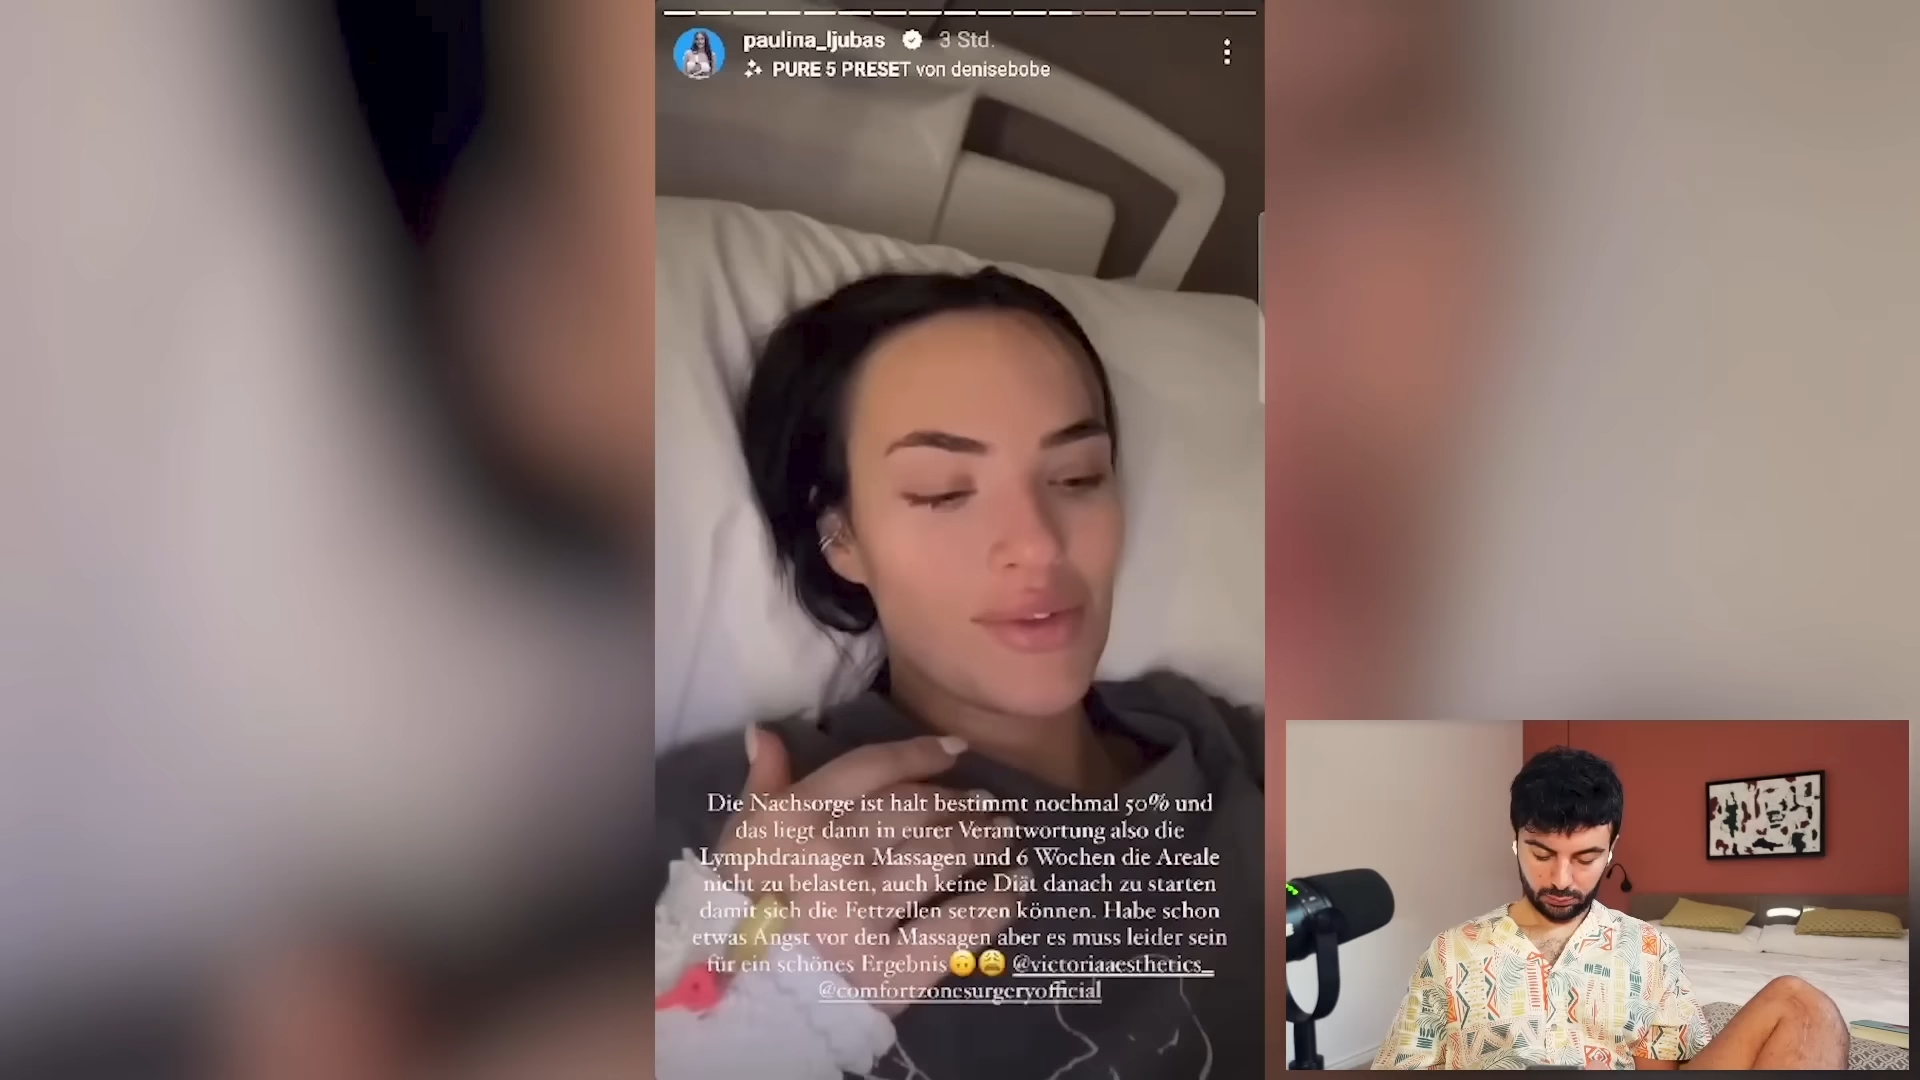 paulina_ljubas 3 Std.
PURE 5 PRESET von denisebobe
Die Nachsorge ist halt bestimmt nochmal 50% und
das liegt dann in eurer Verantwortung also die
Lymphdrainagen Massagen und 6 Wochen die Areale
nicht zu belasten, auch keine Diät danach zu starten
damit sich die Fettzellen setzen können. Habe schon
etwas Angst vor den Massagen aber es muss leider sein
für ein schönes Ergebnis🙃😩 @victoriaaesthetics_
@comfortzonesurgeryofficial